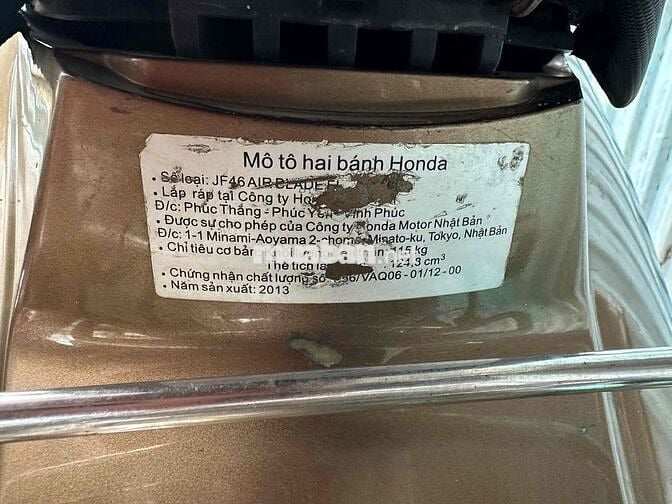 Mô tô hai bánh Honda
• Số loại: JF46 AIR BLADE FI
• Lắp ráp tại Công ty
Đ/c: Phúc Thắng - Phúc Yên - Vĩnh Phúc
• Được sự cho phép của Công ty Honda Motor Nhật Bản
Đ/c: 1-1 Minami-Aoyama 2-chome, Minato-ku, Tokyo, Nhật Bản
• Chỉ tiêu cơ bản 115 kg
Thể tích 124,8 cm³
• Chứng nhận chất lượng số /VAQ06 - 01/12 - 00
• Năm sản xuất: 2013